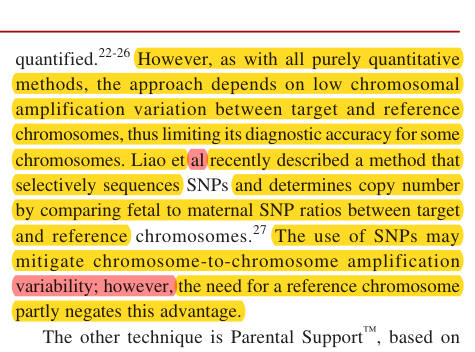 quantified.22-26 However, as with all purely quantitative
methods, the approach depends on low chromosomal
amplification variation between target and reference
chromosomes, thus limiting its diagnostic accuracy for some
chromosomes. Liao et al recently described a method that
selectively sequences SNPs and determines copy number
by comparing fetal to maternal SNP ratios between target
and reference chromosomes.27 The use of SNPs may
mitigate chromosome-to-chromosome amplification
variability; however, the need for a reference chromosome
partly negates this advantage.
The other technique is Parental Support™, based on